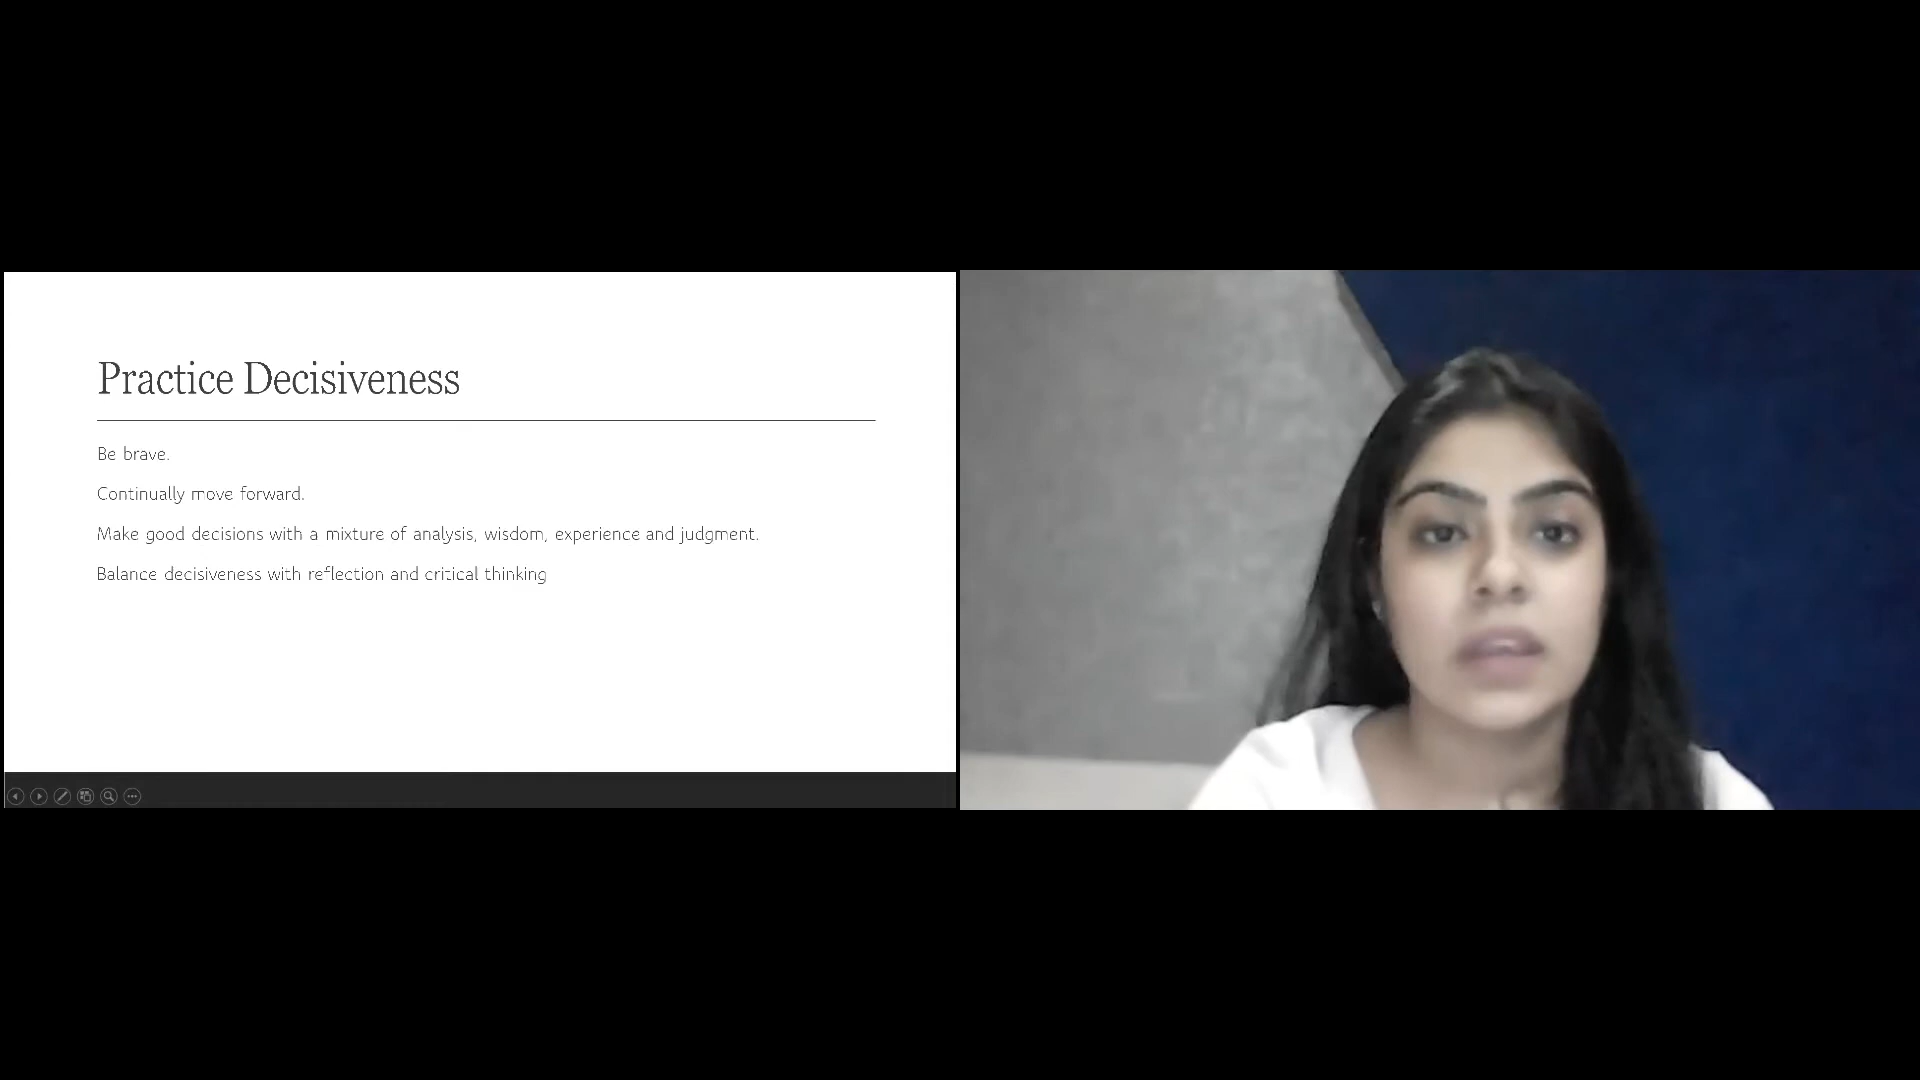 Practice Decisiveness
Be brave.
Continually move forward.
Make good decisions with a mixture of analysis, wisdom, experience and judgment.
Balance decisiveness with reflection and critical thinking